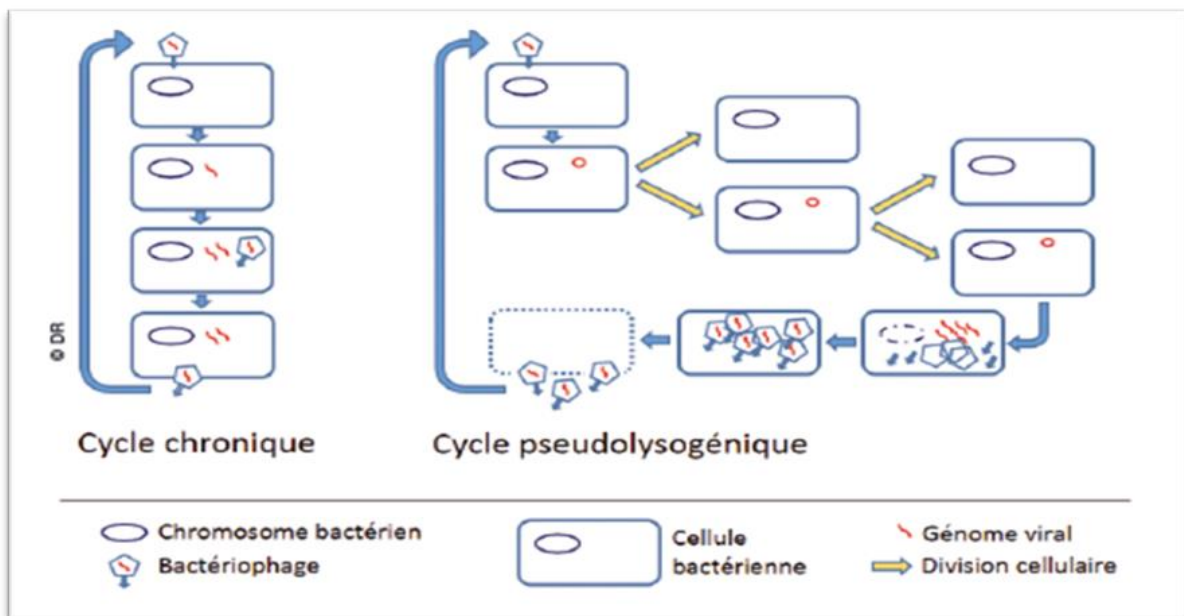 © DR
Cycle chronique
Cycle pseudolysogénique
Chromosome bactérien
Bactériophage
Cellule
bactérienne
Génome viral
Division cellulaire